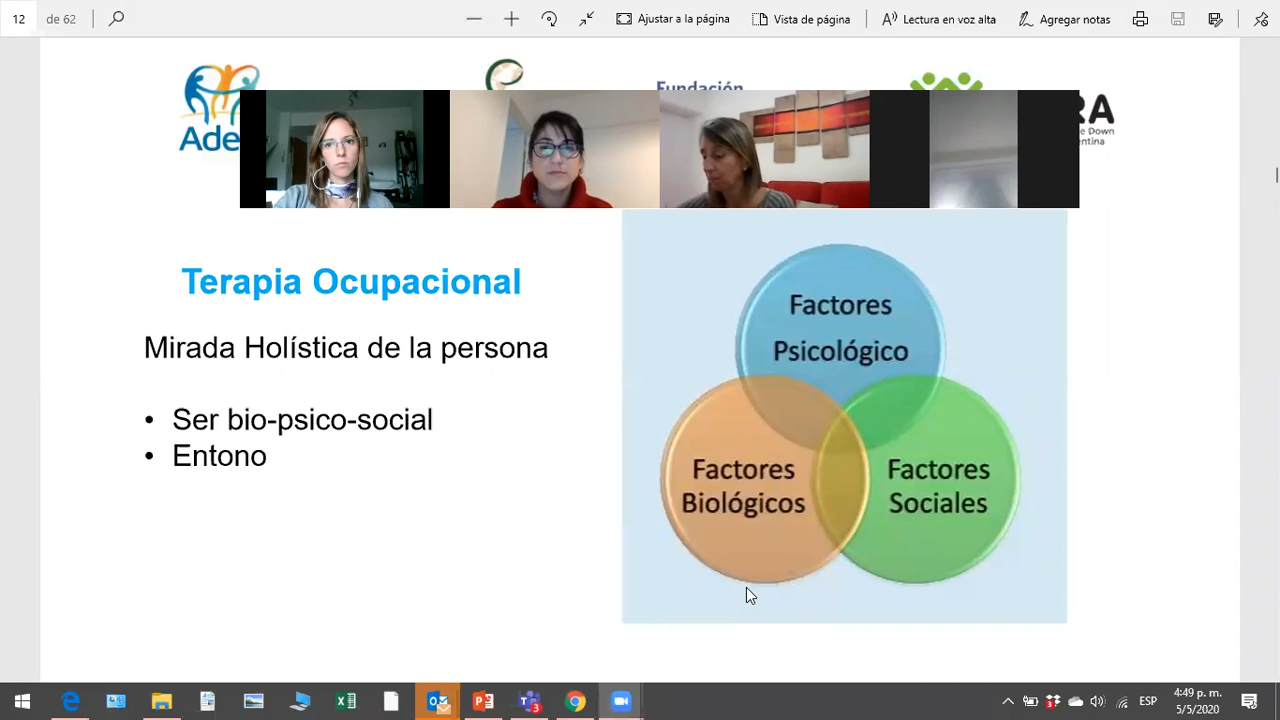 12 de 62
Ajustar a la página
Vista de página
Lectura en voz alta
Agregar notas
Ade
Fundación
RA
e Down
entina
Terapia Ocupacional
Mirada Holística de la persona
• Ser bio-psico-social
• Entono
Factores
Psicológico
Factores
Biológicos
Factores
Sociales
3
3
ESP
4:49 p. m.
5/5/2020